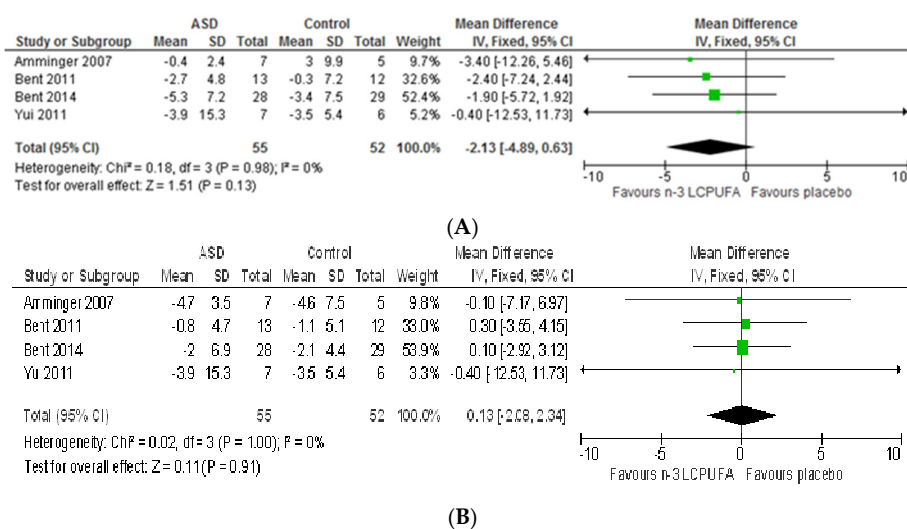 ASD Control Mean Difference Mean Difference
Study or Subgroup Mean SD Total Mean SD Total Weight IV, Fixed, 95% CI IV, Fixed, 95% CI
Amminger 2007 -0.4 2.4 7 3 9.9 5 9.7% -3.40 [-12.26, 5.46]
Bent 2011 -2.7 4.8 13 -0.3 7.2 12 32.6% -2.40 [-7.24, 2.44]
Bent 2014 -5.3 7.2 28 -3.4 7.5 29 52.4% -1.90 [-5.72, 1.92]
Yui 2011 -3.9 15.3 7 -3.5 5.4 6 5.2% -0.40 [-12.53, 11.73]
Total (95% CI) 55 52 100.0% -2.13 [-4.89, 0.63]
Heterogeneity: Chi² = 0.18, df = 3 (P = 0.98); I² = 0%
Test for overall effect: Z = 1.51 (P = 0.13)
-10 -5 0 5 10
Favours n-3 LCPUFA Favours placebo
(A)
ASD Control Mean Difference Mean Difference
Study or Subgroup Mean SD Total Mean SD Total Weight IV, Fixed, 95% CI IV, Fixed, 95% CI
Amminger 2007 -4.7 3.5 7 -4.6 7.5 5 9.8% -0.10 [-7.17, 6.97]
Bent 2011 -0.8 4.7 13 -1.1 5.1 12 33.0% 0.30 [-3.55, 4.15]
Bent 2014 -2 6.9 28 -2.1 4.4 29 53.9% 0.10 [-2.92, 3.12]
Yu 2011 -3.9 15.3 7 -3.5 5.4 6 3.3% -0.40 [-12.53, 11.73]
Total (95% CI) 55 52 100.0% 0.13 [-2.08, 2.34]
Heterogeneity: Chi² = 0.02, df = 3 (P = 1.00); I² = 0%
Test for overall effect: Z = 0.11 (P = 0.91)
-10 -5 0 5 10
Favours n-3 LCPUFA Favours placebo
(B)